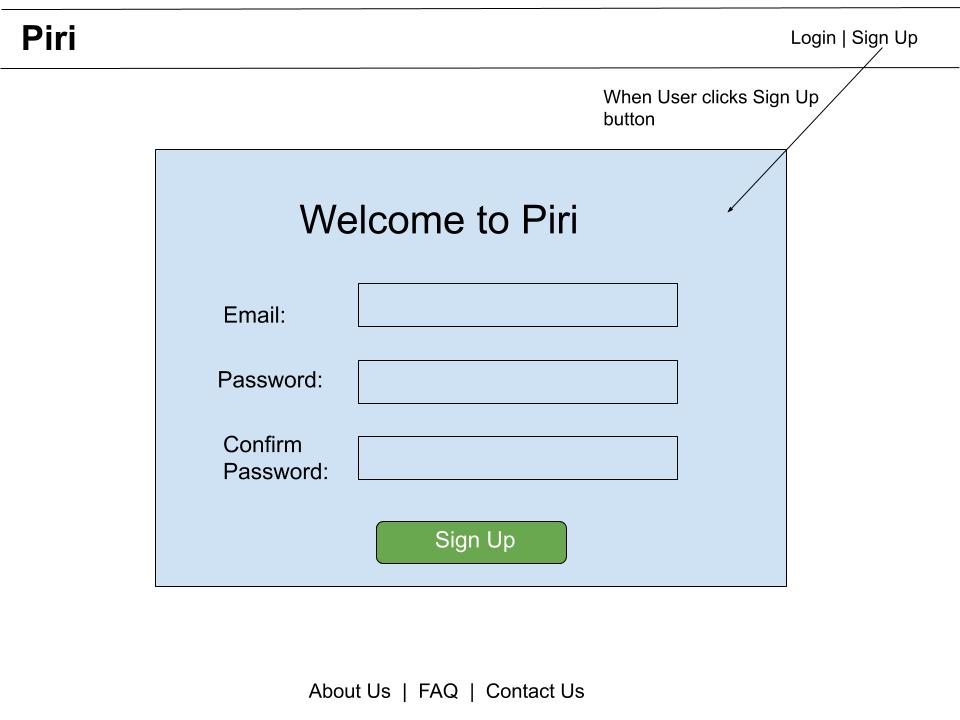 Piri
Login | Sign Up
When User clicks Sign Up
button
Welcome to Piri
Email:
Password:
Confirm
Password:
Sign Up
About Us | FAQ | Contact Us